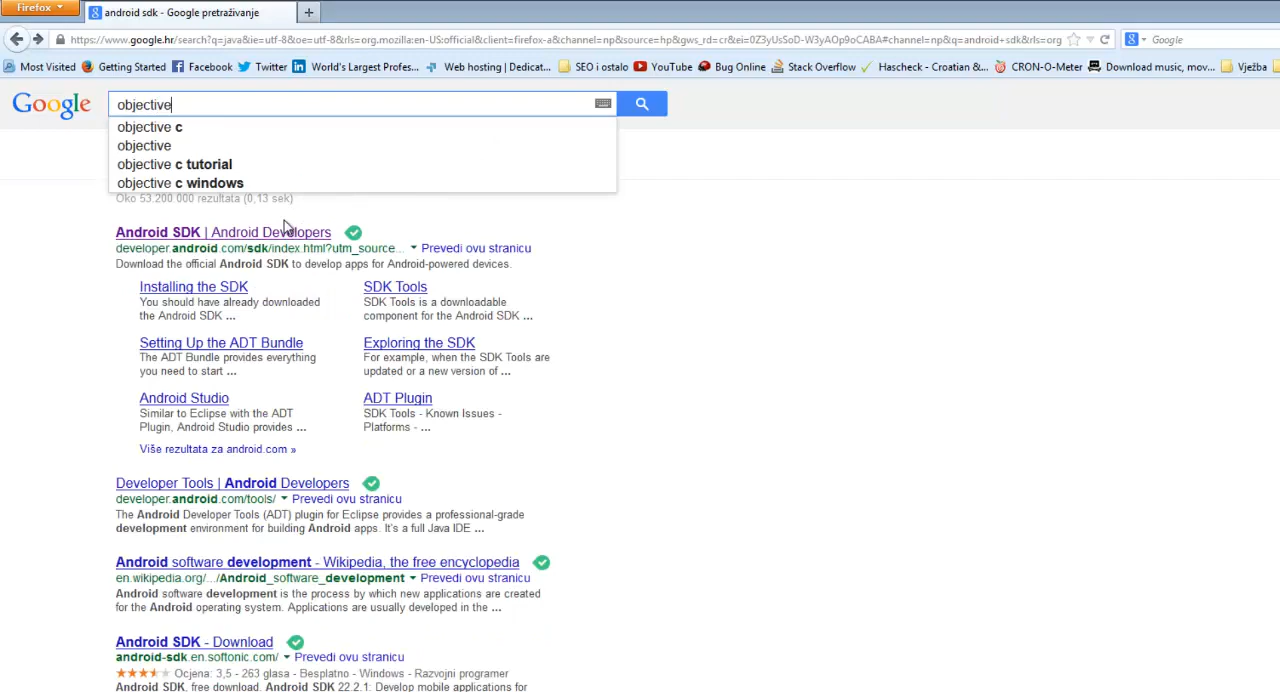 Firefox
android sdk - Google pretraživanje
https://www.google.hr/search?q=java&ie=utf-8&oe=utf-8&rls=org.mozilla:en-US:official&client=firefox-a&channel=np&source=hp&gws_rd=cr&ei=0Z3yUsSoD-W3yAOp9oCABA#channel=np&q=android+sdk&rls=org
Google
Most Visited Getting Started Facebook Twitter World's Largest Profes... Web hosting | Dedicat... SEO i ostalo YouTube Bug Online Stack Overflow Hascheck - Croatian &... CRON-O-Meter Download music, mov... Vježba
Google objective
objective c
objective
objective c tutorial
objective c windows
Oko 53.200.000 rezultata (0,13 sek)
Android SDK | Android Developers
developer.android.com/sdk/index.html?utm_source... Prevedi ovu stranicu
Download the official Android SDK to develop apps for Android-powered devices.
Installing the SDK
You should have already downloaded
the Android SDK ...
SDK Tools
SDK Tools is a downloadable
component for the Android SDK ...
Setting Up the ADT Bundle
The ADT Bundle provides everything
you need to start ...
Exploring the SDK
For example, when the SDK Tools are
updated or a new version of ...
Android Studio
Similar to Eclipse with the ADT
Plugin, Android Studio provides ...
ADT Plugin
SDK Tools - Known Issues -
Platforms - ...
Više rezultata za android.com »
Developer Tools | Android Developers
developer.android.com/tools/ Prevedi ovu stranicu
The Android Developer Tools (ADT) plugin for Eclipse provides a professional-grade
development environment for building Android apps. It's a full Java IDE ...
Android software development - Wikipedia, the free encyclopedia
en.wikipedia.org/.../Android_software_development Prevedi ovu stranicu
Android software development is the process by which new applications are created
for the Android operating system. Applications are usually developed in the ...
Android SDK - Download
android-sdk.en.softonic.com/ Prevedi ovu stranicu
Ocjena: 3,5 - 263 glasa - Besplatno - Windows - Razvojni programer
Android SDK, free download. Android SDK 22.2.1: Develop mobile applications for